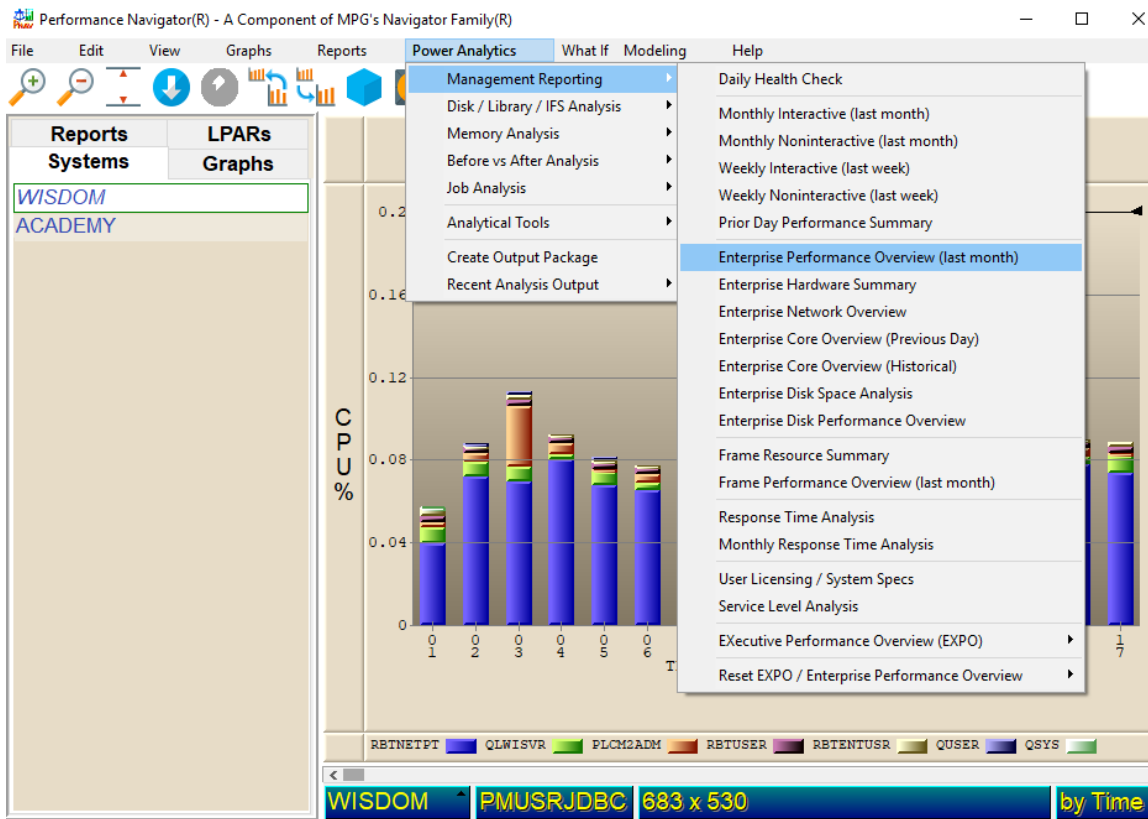 Performance Navigator(R) - A Component of MPG's Navigator Family(R)
File Edit View Graphs Reports Power Analytics What If Modeling Help
Management Reporting
Disk / Library / IFS Analysis
Memory Analysis
Before vs After Analysis
Job Analysis
Analytical Tools
Create Output Package
Recent Analysis Output
Daily Health Check
Monthly Interactive (last month)
Monthly Noninteractive (last month)
Weekly Interactive (last week)
Weekly Noninteractive (last week)
Prior Day Performance Summary
Enterprise Performance Overview (last month)
Enterprise Hardware Summary
Enterprise Network Overview
Enterprise Core Overview (Previous Day)
Enterprise Core Overview (Historical)
Enterprise Disk Space Analysis
Enterprise Disk Performance Overview
Frame Resource Summary
Frame Performance Overview (last month)
Response Time Analysis
Monthly Response Time Analysis
User Licensing / System Specs
Service Level Analysis
EXecutive Performance Overview (EXPO)
Reset EXPO / Enterprise Performance Overview
Reports LPARs
Systems Graphs
WISDOM
ACADEMY
CPU%
0.2
0.16
0.12
0.08
0.04
0
01 02 03 04 05 06 17
T
RBTNETPT QLWISVR PLCM2ADM RBTUSER RBTENTUSR QUSER QSYS
WISDOM PMUSRJDBC 683 x 530 by Time